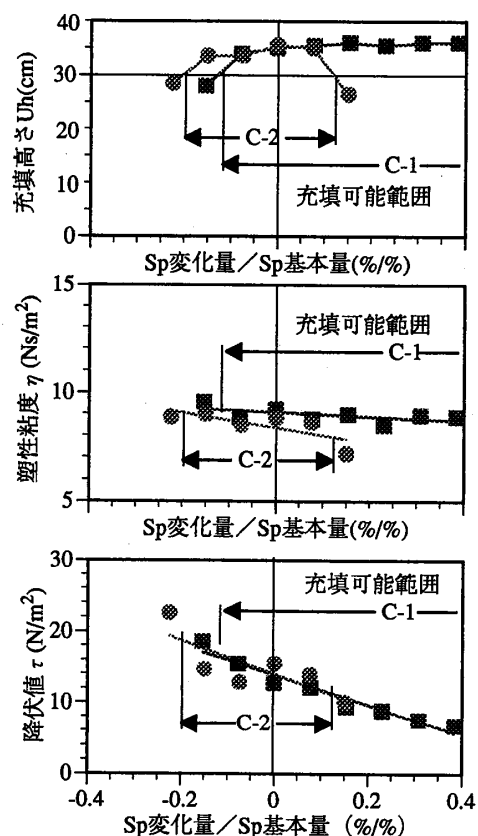 充填高さUh(cm)
40
30
20
10
0
C-2
C-1
充填可能範囲
Sp変化量／Sp基本量(%/%)
塑性粘度 η (Ns/m²)
15
10
5
充填可能範囲
C-1
C-2
Sp変化量／Sp基本量(%/%)
降伏値 τ (N/m²)
30
20
10
0
充填可能範囲
C-1
C-2
-0.4 -0.2 0 0.2 0.4
Sp変化量／Sp基本量 (%/%)